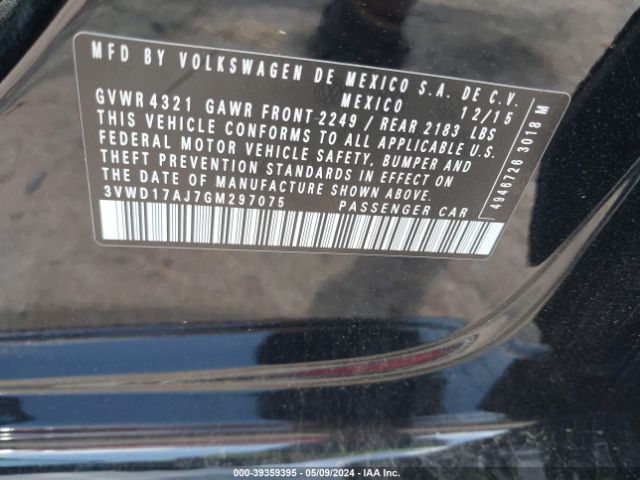 MFD BY VOLKSWAGEN DE MEXICO S.A. DE C.V.
MEXICO 12/15
GVWR 4321 GAWR FRONT 2249 / REAR 2183 LBS
THIS VEHICLE CONFORMS TO ALL APPLICABLE U.S.
FEDERAL MOTOR VEHICLE SAFETY, BUMPER AND
THEFT PREVENTION STANDARDS IN EFFECT ON
THE DATE OF MANUFACTURE SHOWN ABOVE.
3VWD17AJ7GM297075 PASSENGER CAR
4946726 3018 M
000-39359395 - 05/09/2024 - IAA Inc.